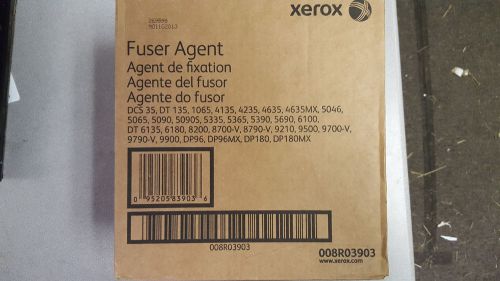 xerox
269896
M011G2013
Fuser Agent
Agent de fixation
Agente del fusor
Agente do fusor
DCS 35, DT 135, 1065, 4135, 4235, 4635, 4635MX, 5046,
5065, 5090, 5090S, 5335, 5365, 5390, 5690, 6100,
DT 6135, 6180, 8200, 8700-V, 8790-V, 9210, 9500, 9700-V,
9790-V, 9900, DP96, DP96MX, DP180, DP180MX
0 95205 83903 6
008R03903
008R03903
www.xerox.com